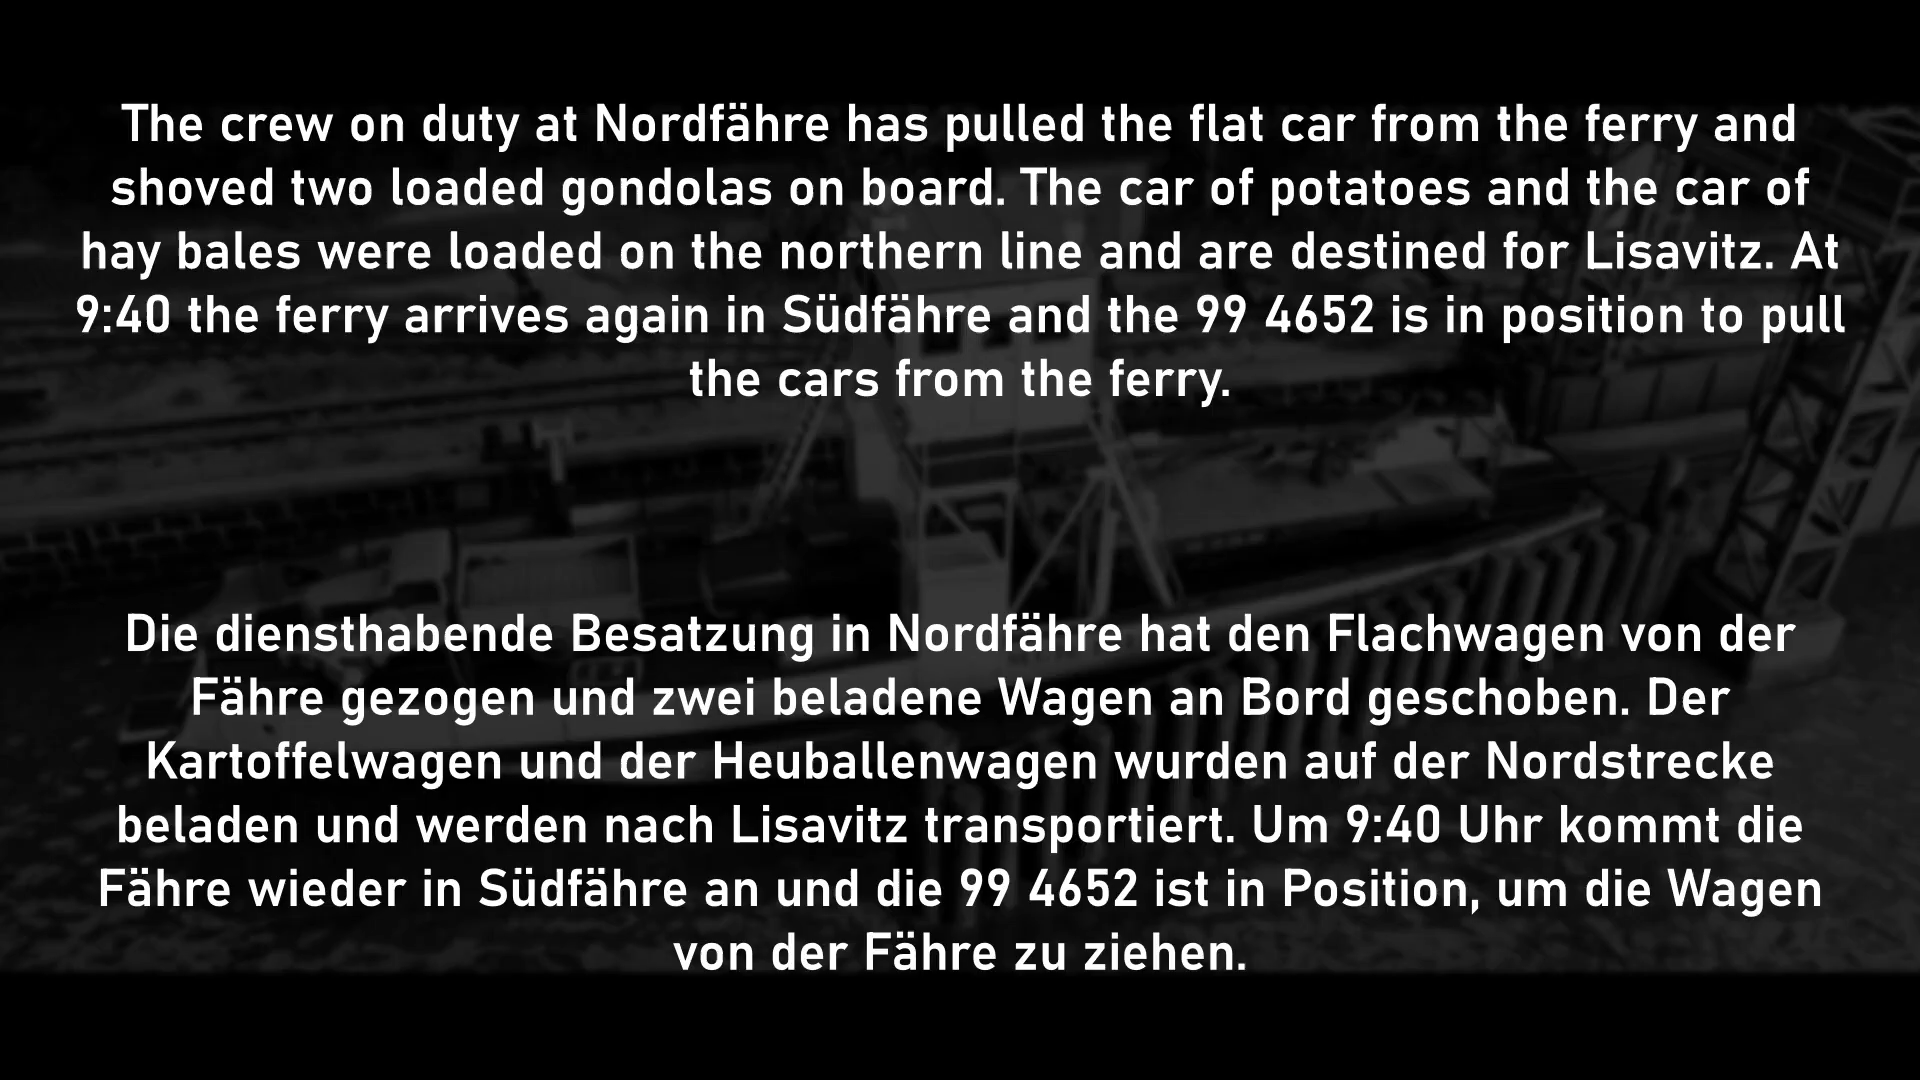 The crew on duty at Nordfähre has pulled the flat car from the ferry and
shoved two loaded gondolas on board. The car of potatoes and the car of
hay bales were loaded on the northern line and are destined for Lisavitz. At
9:40 the ferry arrives again in Südfähre and the 99 4652 is in position to pull
the cars from the ferry.
Die diensthabende Besatzung in Nordfähre hat den Flachwagen von der
Fähre gezogen und zwei beladene Wagen an Bord geschoben. Der
Kartoffelwagen und der Heuballenwagen wurden auf der Nordstrecke
beladen und werden nach Lisavitz transportiert. Um 9:40 Uhr kommt die
Fähre wieder in Südfähre an und die 99 4652 ist in Position, um die Wagen
von der Fähre zu ziehen.